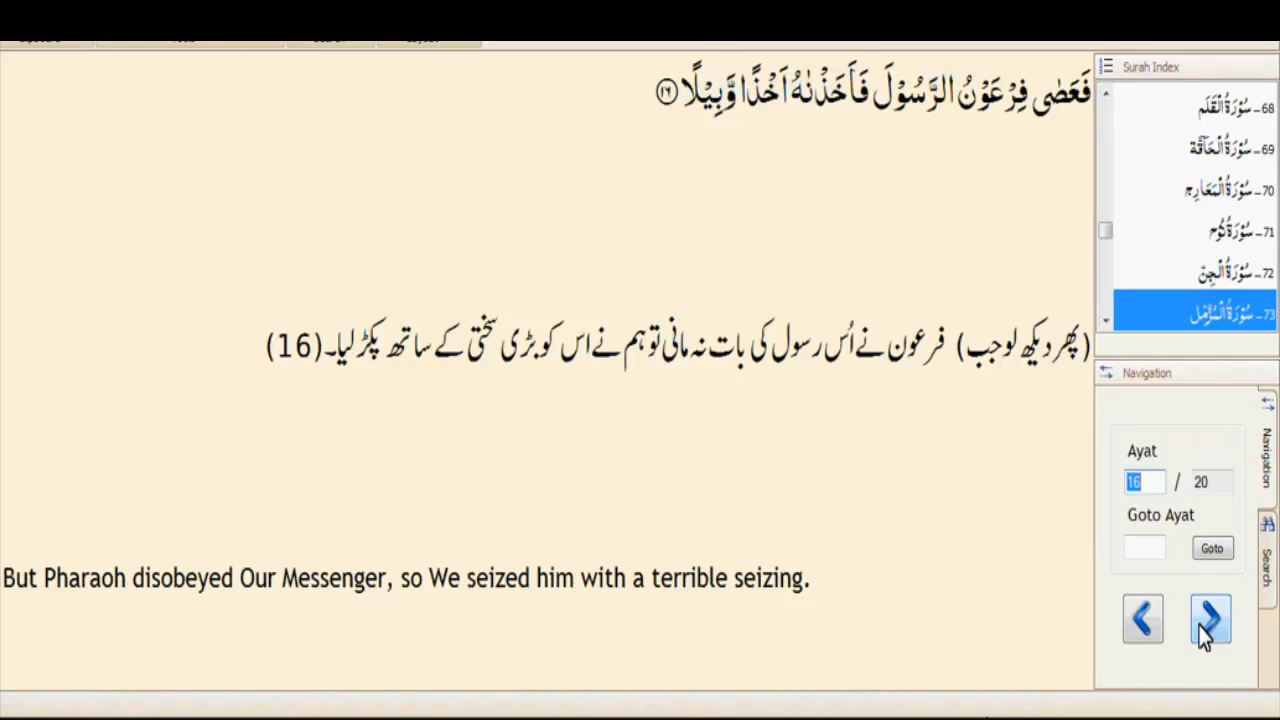 فَعَصٰى فِرْعَوْنُ الرَّسُوْلَ فَاَخَذْنٰهُ اَخْذًا وَّبِيْلًا ۝۱۶
(پھر دیکھ لو جب) فرعون نے اُس رسول کی بات نہ مانی تو ہم نے اس کو بڑی سختی کے ساتھ پکڑ لیا۔(16)
But Pharaoh disobeyed Our Messenger, so We seized him with a terrible seizing.
Surah Index
68- سُوْرَةُ الْقَلَم
69- سُوْرَةُ الْحَآقَّة
70- سُوْرَةُ الْمَعَارِج
71- سُوْرَةُ نُوْح
72- سُوْرَةُ الْجِنّ
73- سُوْرَةُ الْمُزَّمِّل
Navigation
Ayat
16 / 20
Goto Ayat
Goto
Navigation
Search